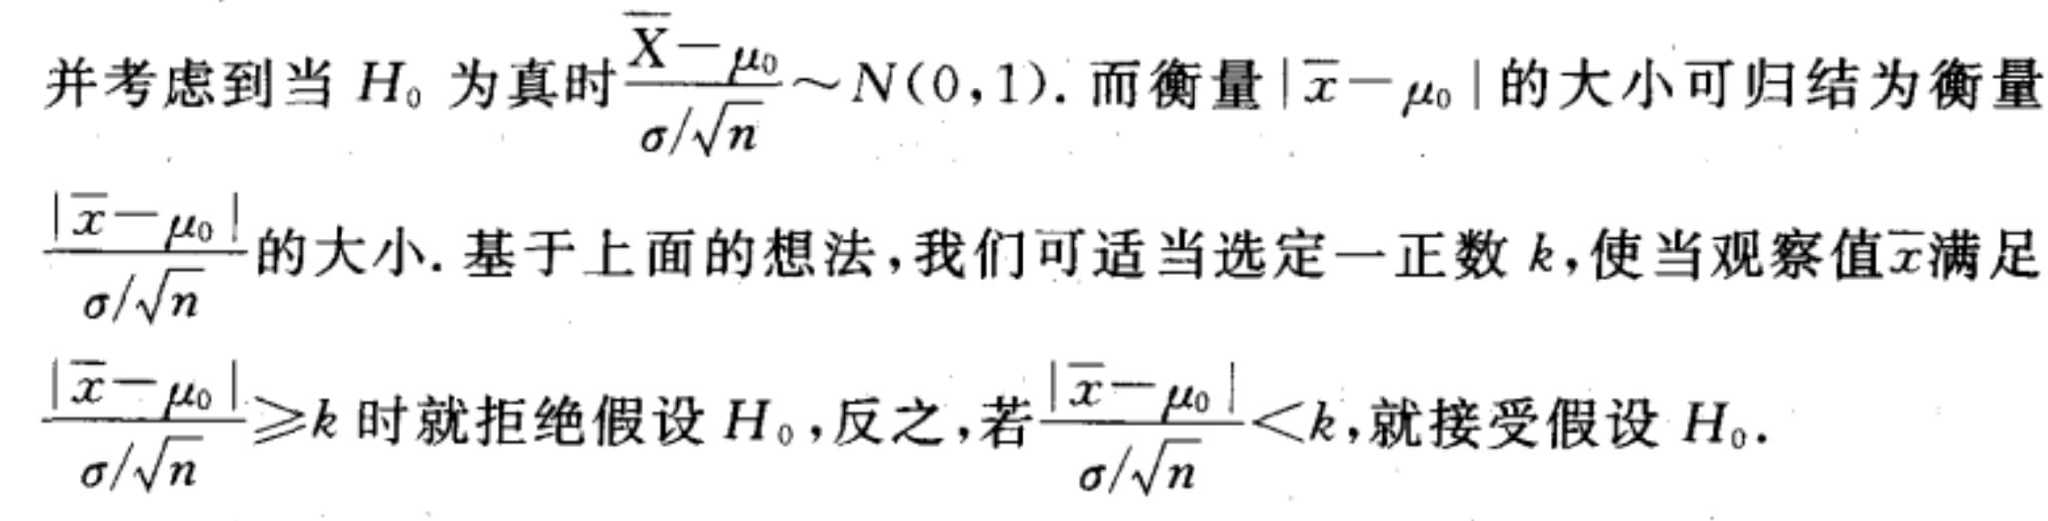 并考虑到当 $H_0$ 为真时$\frac{\overline{X}-\mu_0}{\sigma/\sqrt{n}}\sim N(0,1)$. 而衡量$|\overline{x}-\mu_0|$的大小可归结为衡量
$\frac{|\overline{x}-\mu_0|}{\sigma/\sqrt{n}}$的大小. 基于上面的想法,我们可适当选定一正数 $k$,使当观察值$\overline{x}$满足
$\frac{|\overline{x}-\mu_0|}{\sigma/\sqrt{n}}\geqslant k$ 时就拒绝假设 $H_0$,反之,若$\frac{|\overline{x}-\mu_0|}{\sigma/\sqrt{n}}<k$,就接受假设 $H_0$.